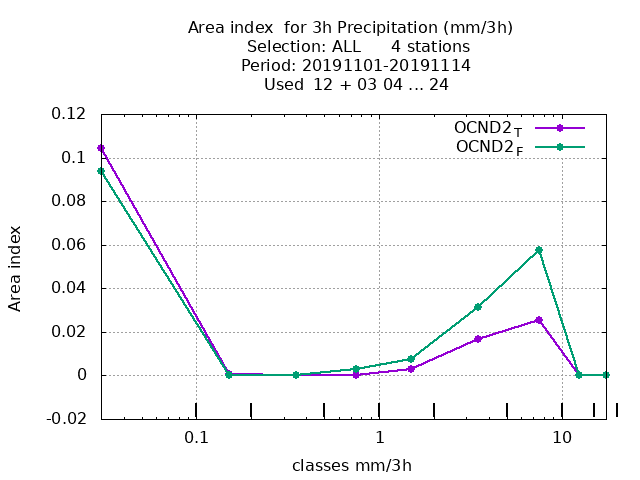 Area index  for 3h Precipitation (mm/3h)
Selection: ALL      4 stations
Period: 20191101-20191114
Used  12 + 03 04 ... 24
0.12
0.1
0.08
0.06
0.04
0.02
0
-0.02
Area index
OCND2T
OCND2F
0.1
1
10
classes mm/3h